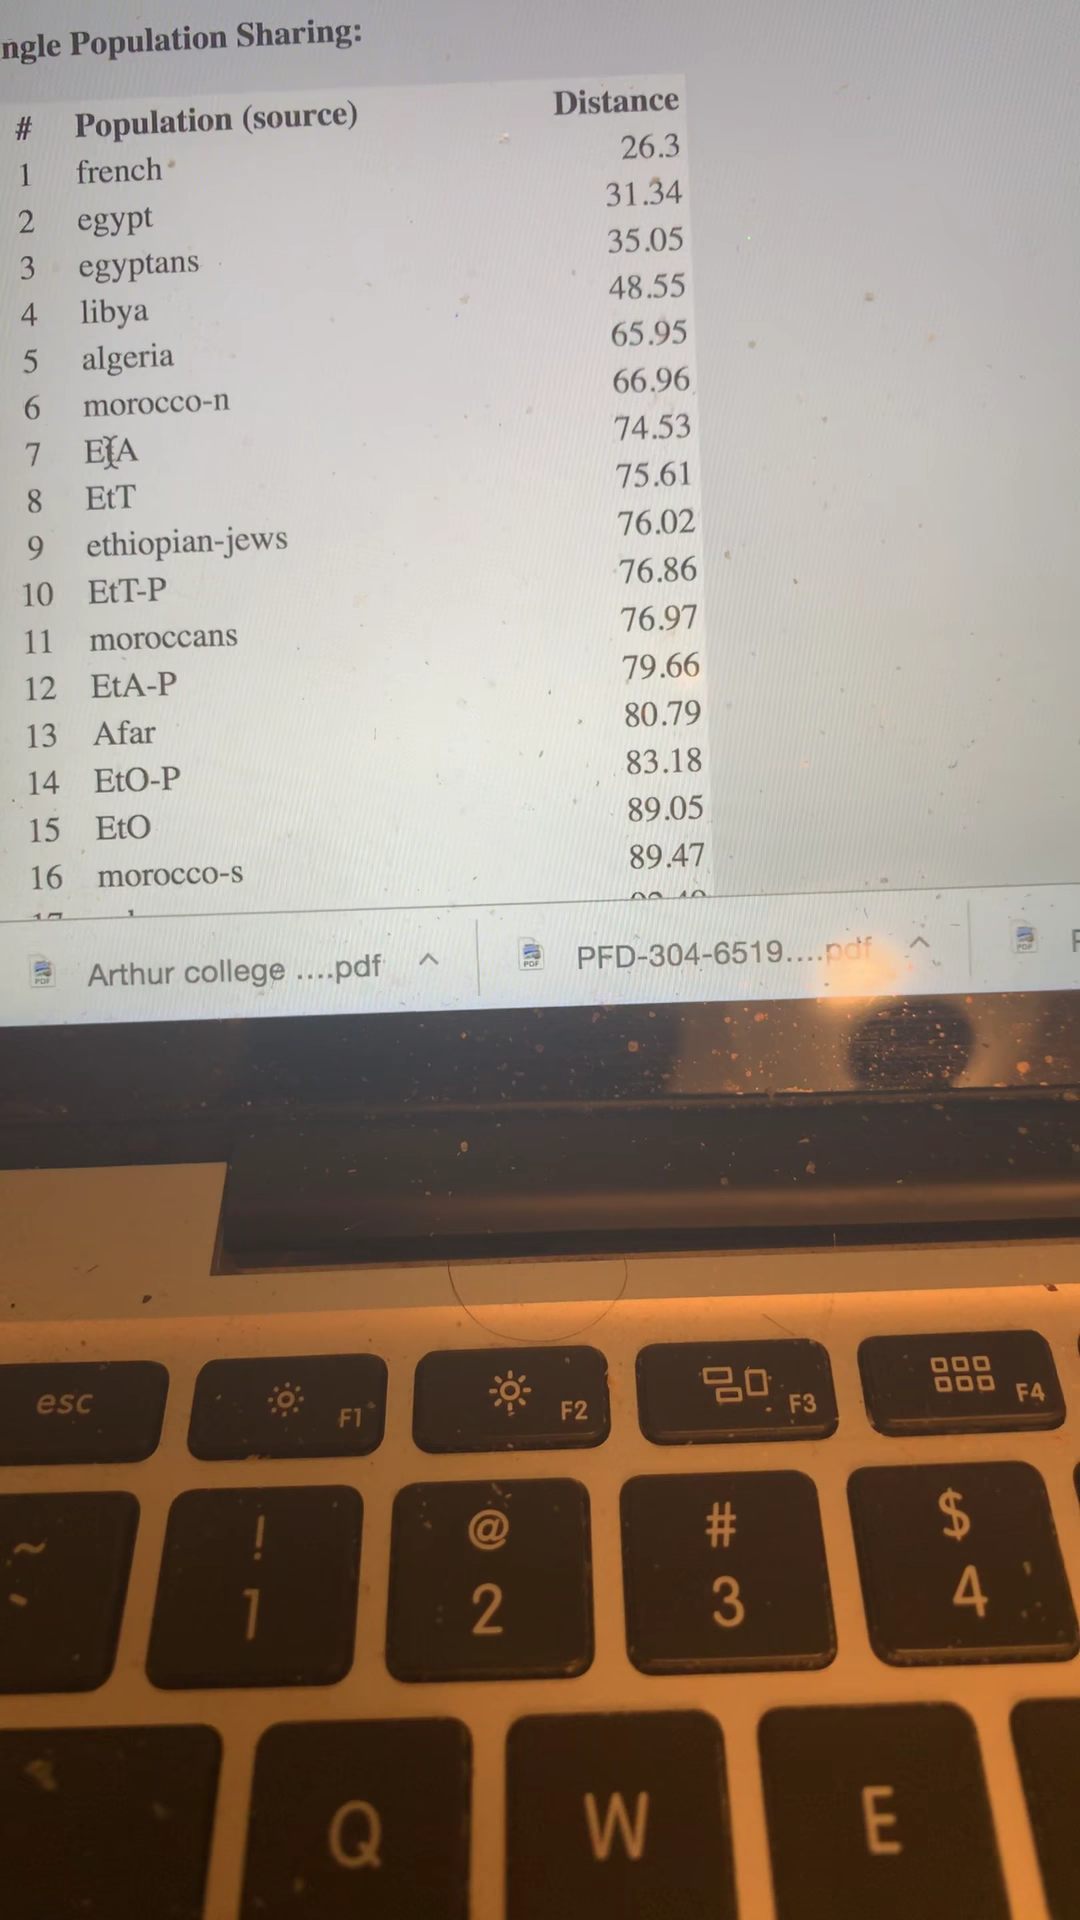 ngle Population Sharing:
# Population (source) Distance
1 french 26.3
2 egypt 31.34
3 egyptans 35.05
4 libya 48.55
5 algeria 65.95
6 morocco-n 66.96
7 EtA 74.53
8 EtT 75.61
9 ethiopian-jews 76.02
10 EtT-P 76.86
11 moroccans 76.97
12 EtA-P 79.66
13 Afar 80.79
14 EtO-P 83.18
15 EtO 89.05
16 morocco-s 89.47
Arthur college ....pdf PFD-304-6519....pdf
esc F1 F2 F3 F4
~ ! @ # $
` 1 2 3 4
Q W E